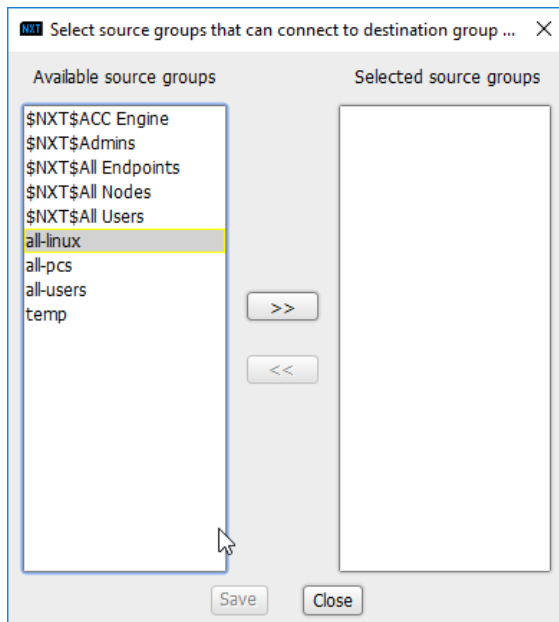 NXT Select source groups that can connect to destination group ...
Available source groups
Selected source groups
$NXT$ACC Engine
$NXT$Admins
$NXT$All Endpoints
$NXT$All Nodes
$NXT$All Users
all-linux
all-pcs
all-users
temp
>>
<<
Save
Close